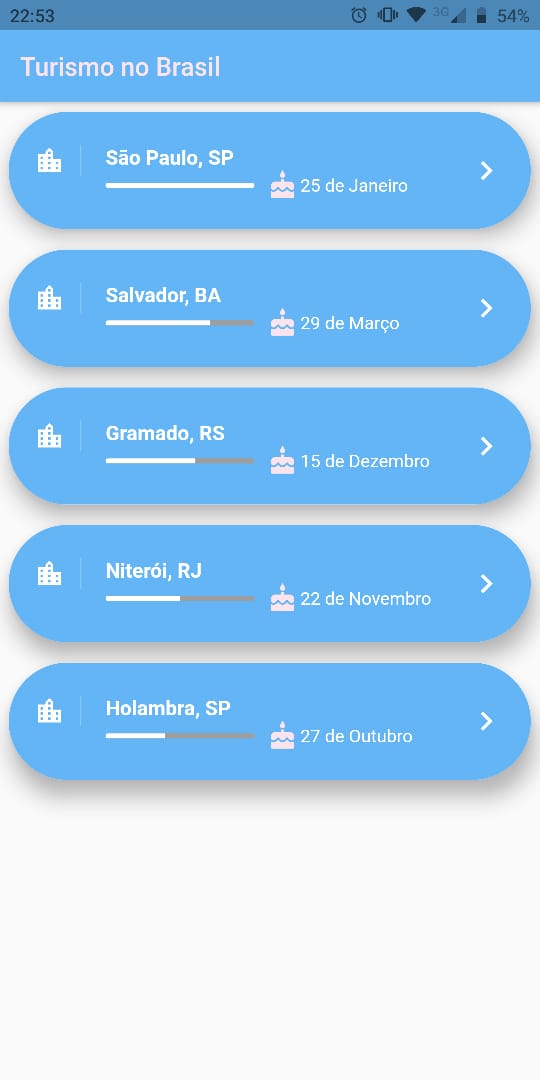 22:53 3G 54%
Turismo no Brasil
São Paulo, SP
25 de Janeiro
Salvador, BA
29 de Março
Gramado, RS
15 de Dezembro
Niterói, RJ
22 de Novembro
Holambra, SP
27 de Outubro